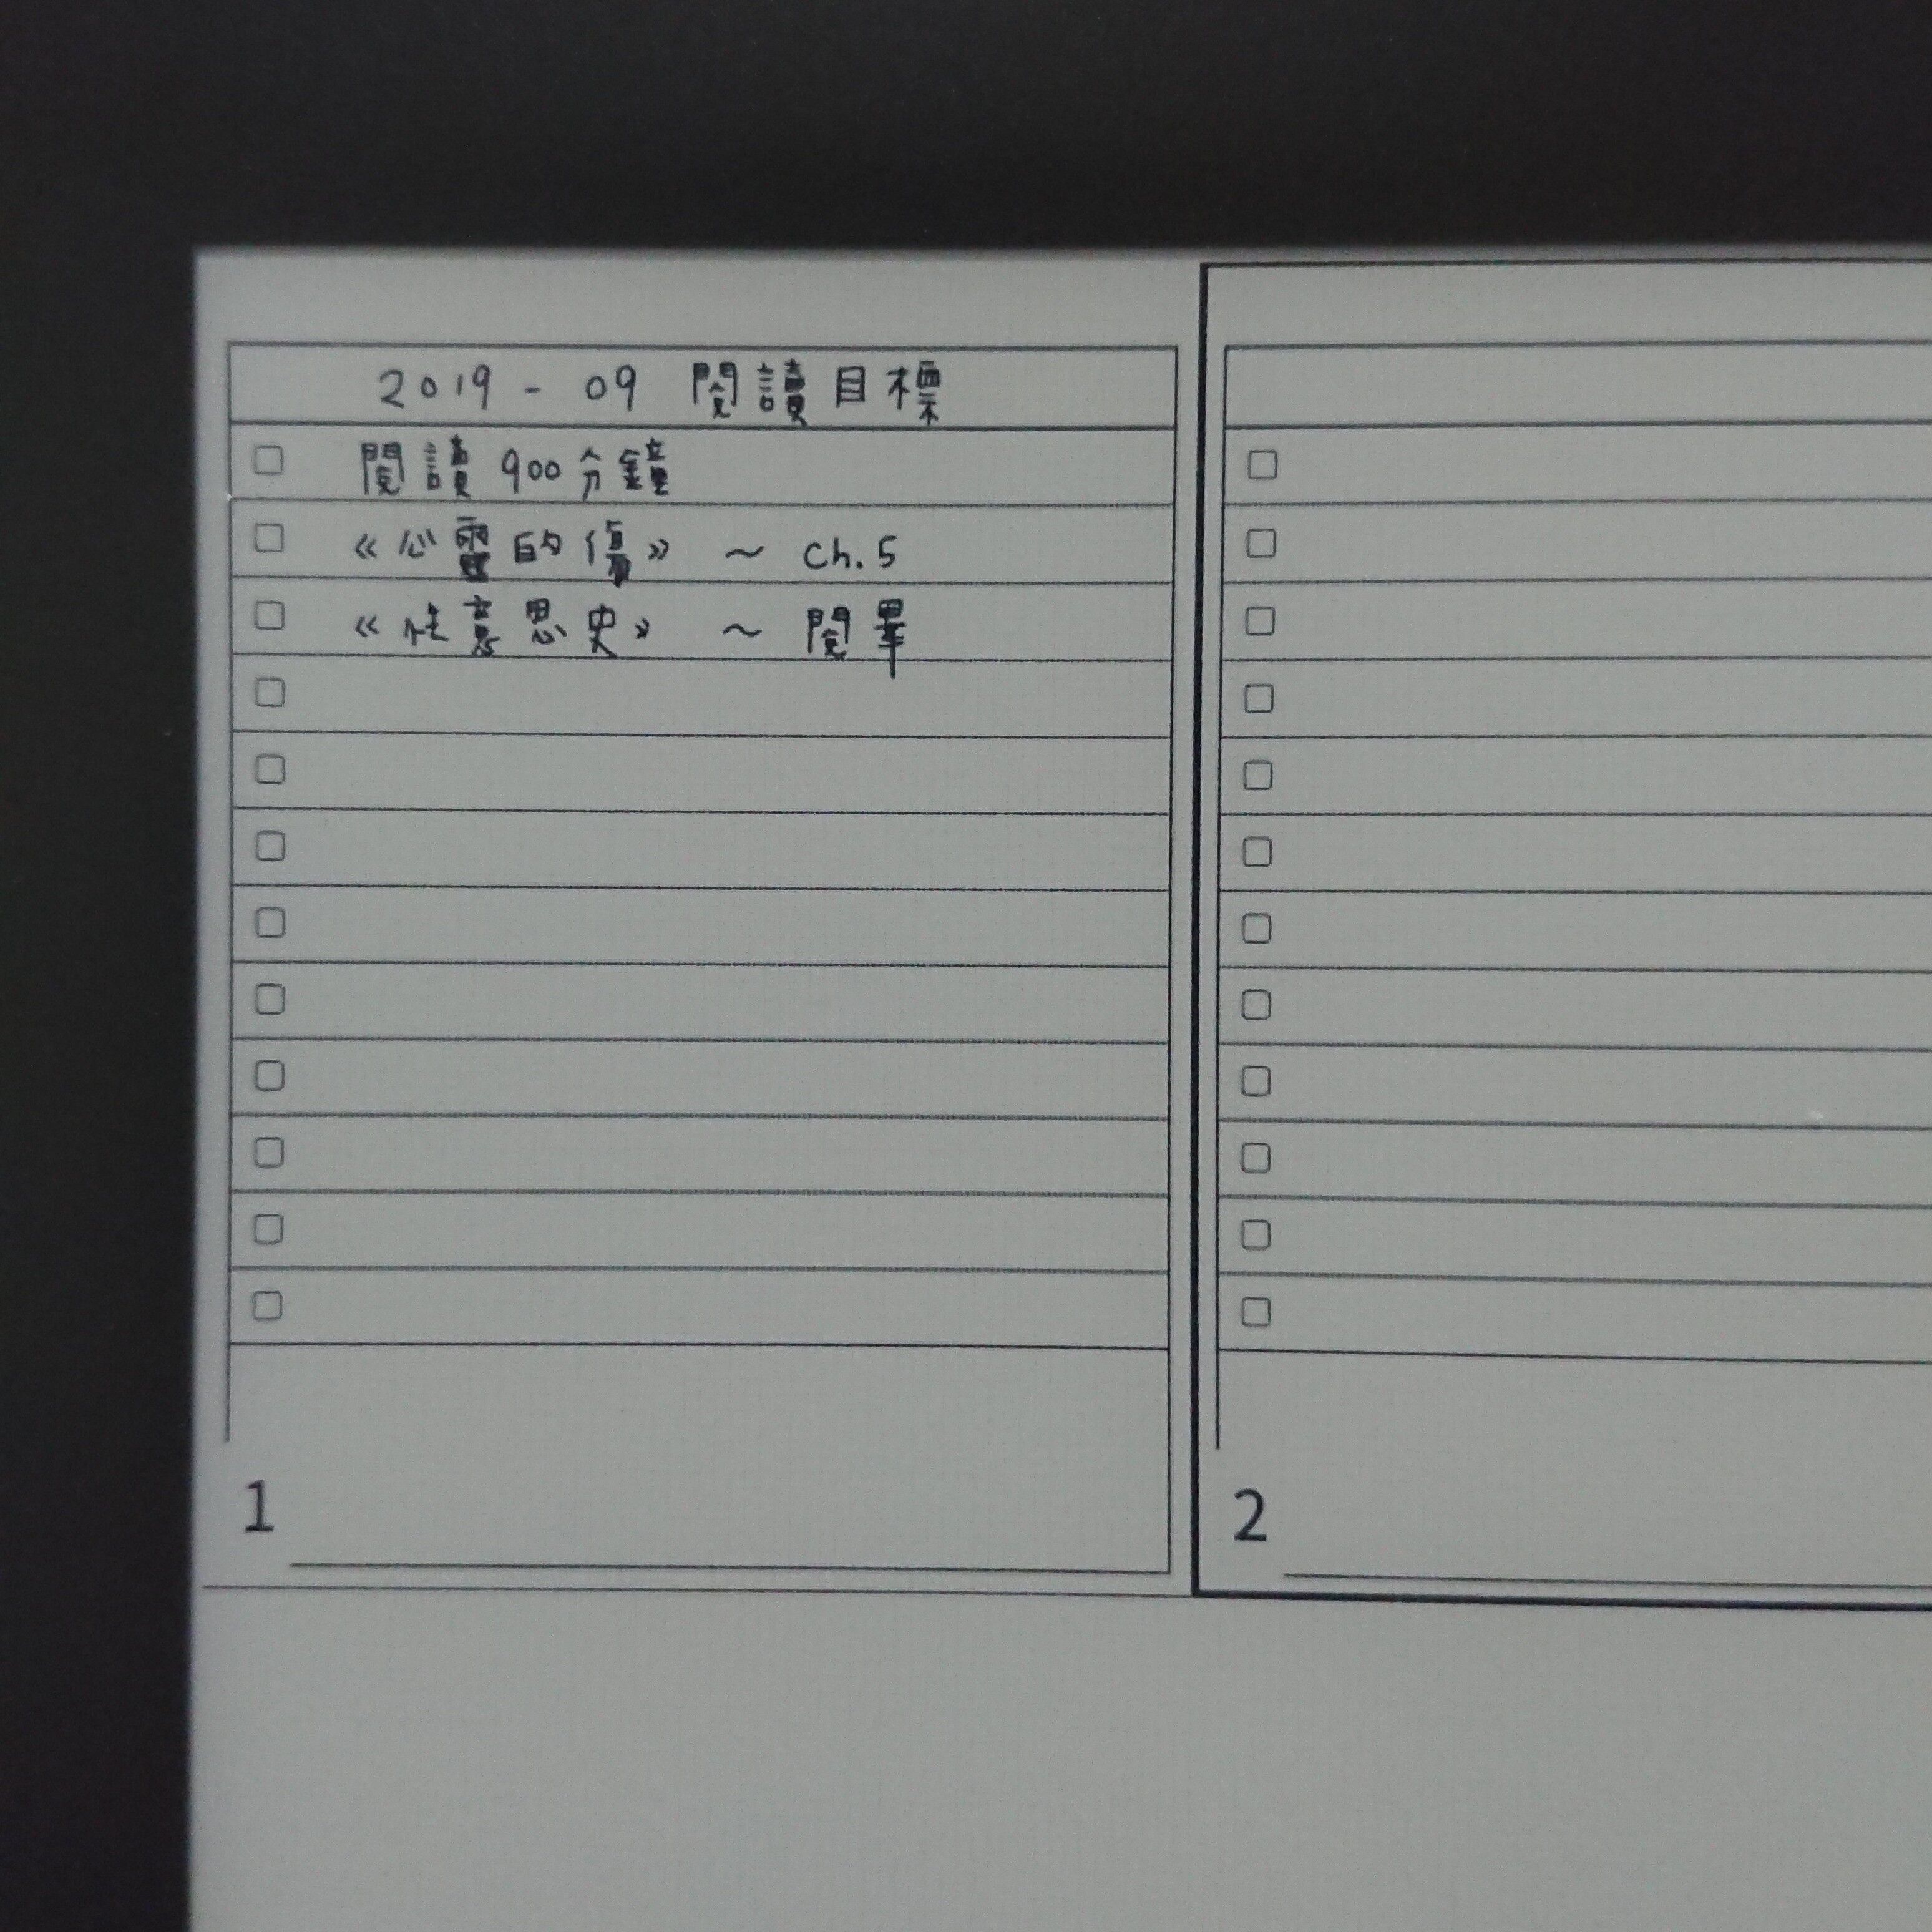 2019 - 09 閱讀目標
閱讀 900分鐘
《心靈的傷》 ~ Ch.5
《性意思史》 ~ 閱畢
1
2